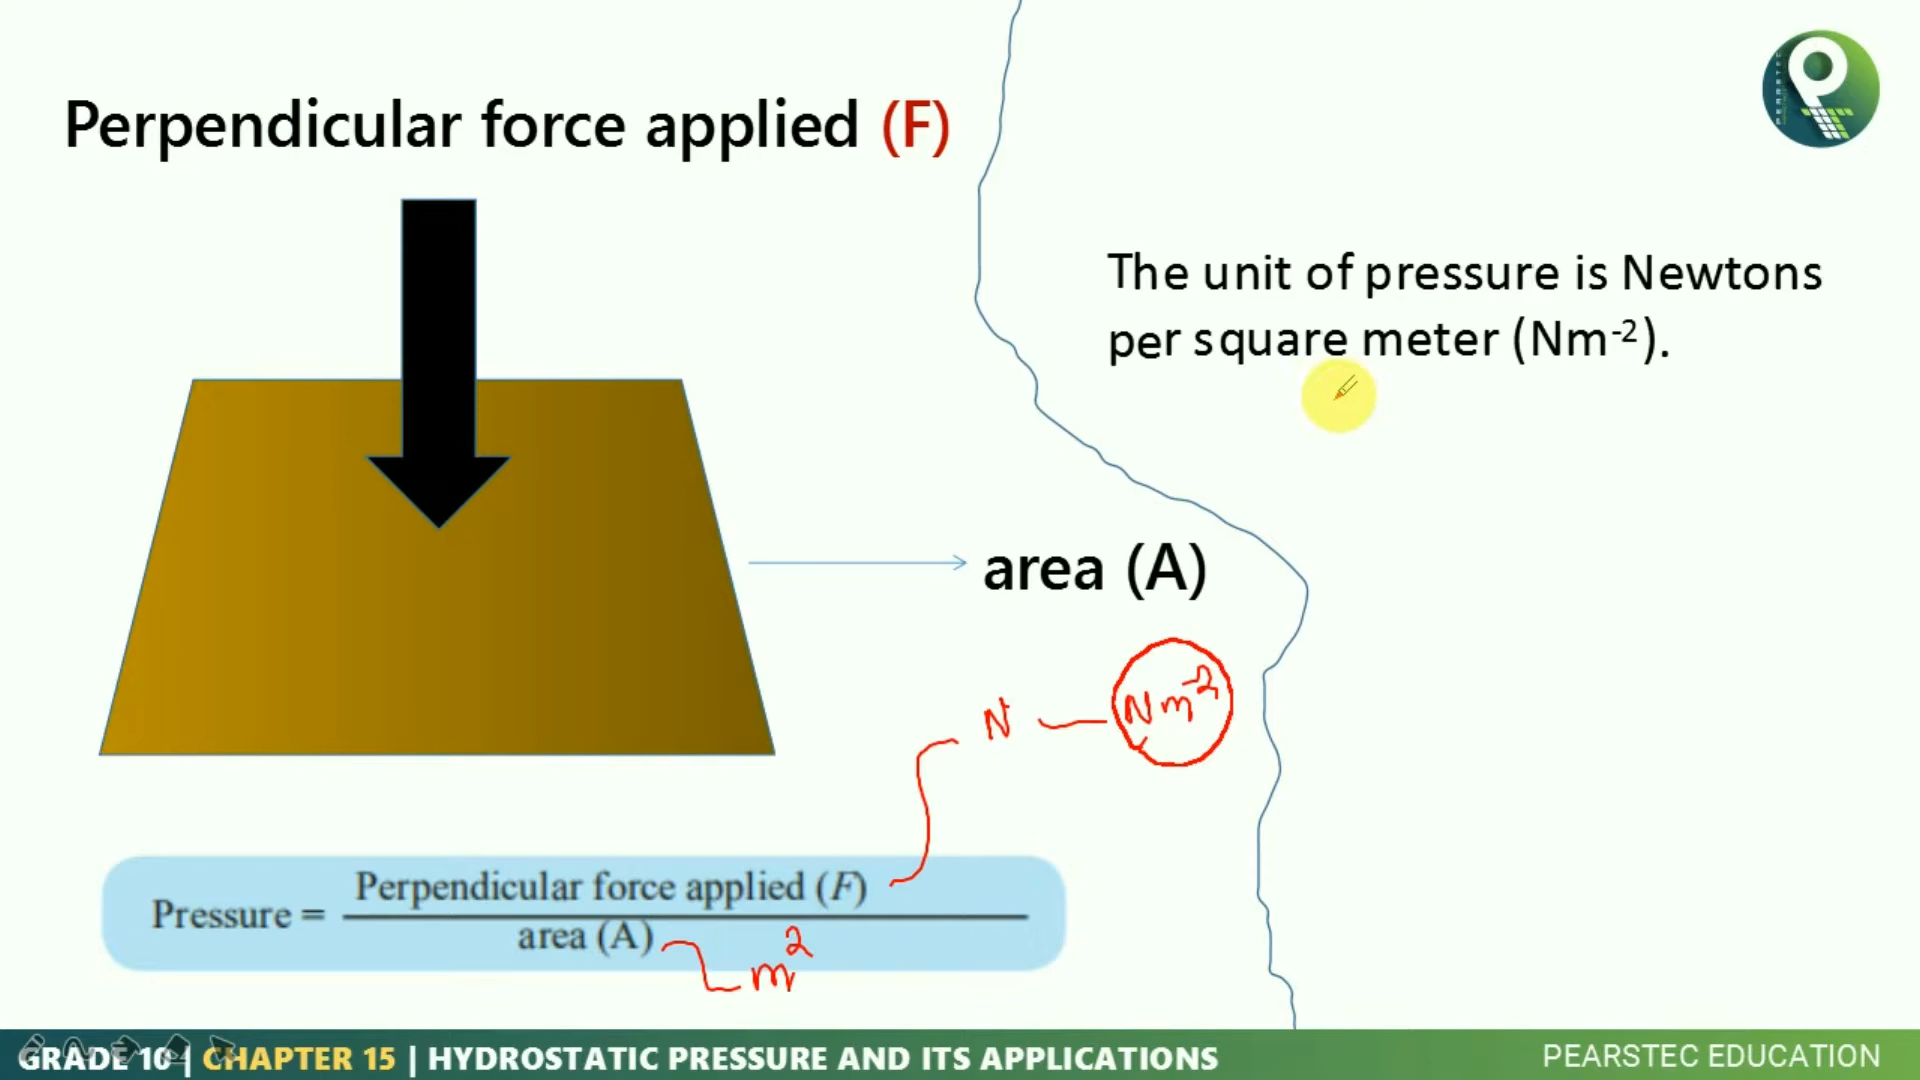 Perpendicular force applied (F)
The unit of pressure is Newtons
per square meter (Nm⁻²).
area (A)
N
Nm⁻²
Pressure = Perpendicular force applied (F)
area (A)
m²
GRADE 10 | CHAPTER 15 | HYDROSTATIC PRESSURE AND ITS APPLICATIONS
PEARSTEC EDUCATION